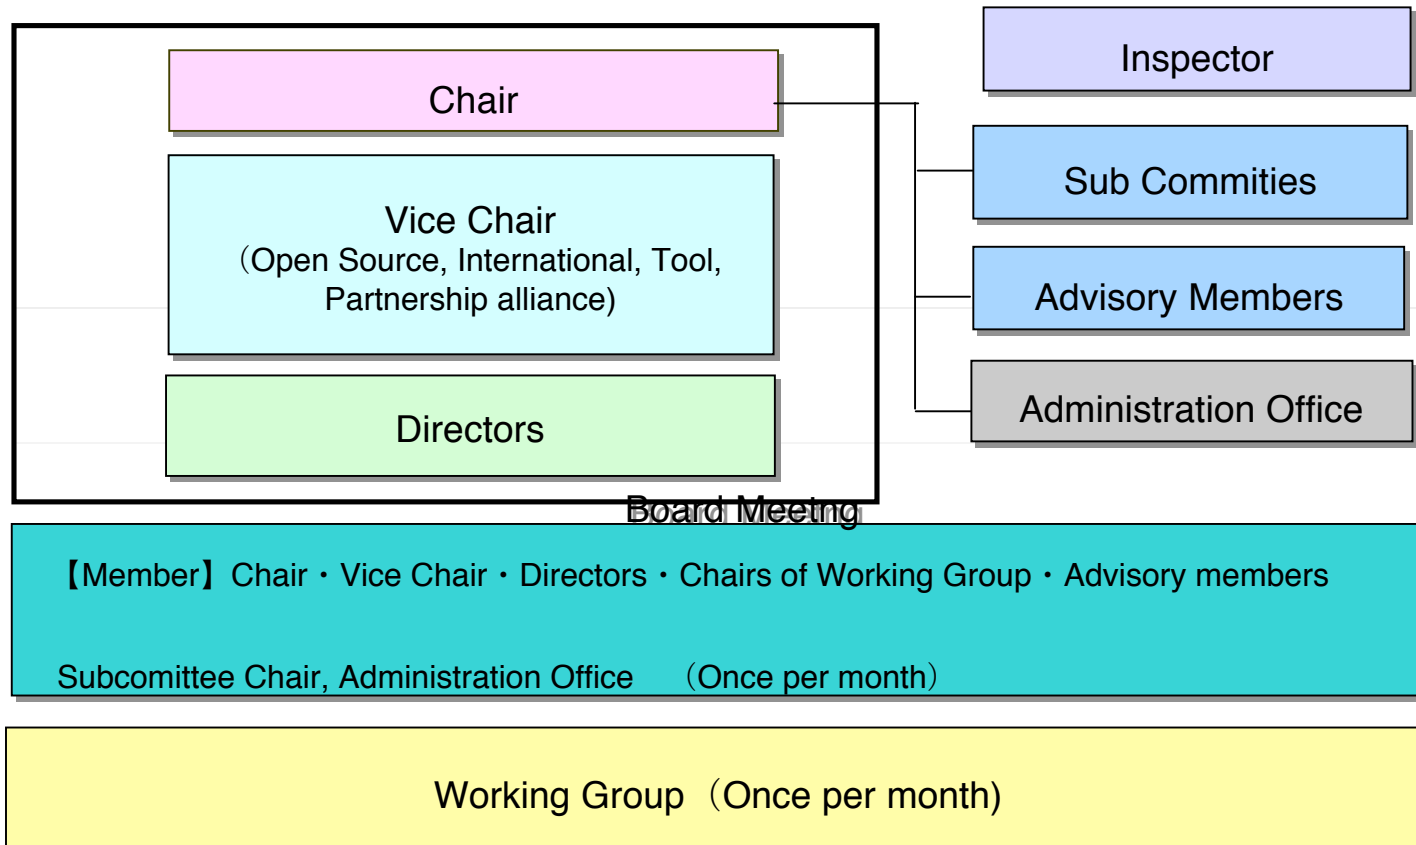 Chair
Inspector
Sub Commities
Vice Chair
（Open Source, International, Tool,
Partnership alliance)
Advisory Members
Administration Office
Directors
Board Meetng
【Member】Chair・Vice Chair・Directors・Chairs of Working Group・Advisory members
Subcomittee Chair, Administration Office　（Once per month）
Working Group（Once per month)